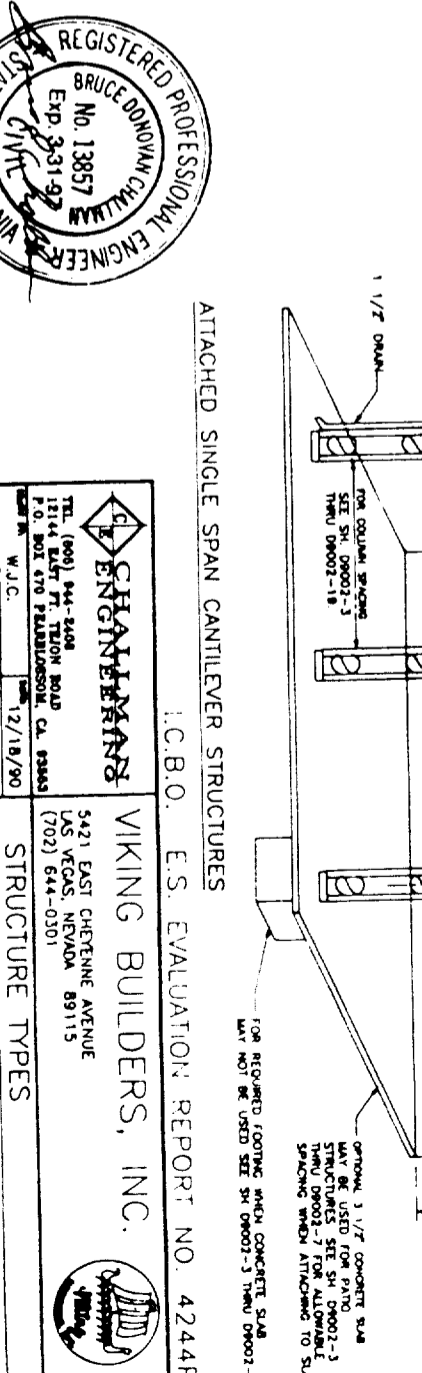 1 1/2" DRAIN
FOR COLUMN SPACING
SEE SH. D9002-3
THRU D9002-18
OPTIONAL 3 1/2" CONCRETE SLAB
MAY BE USED FOR PATIO
STRUCTURES SEE SH D9002-3
THRU D9002-7 FOR ALLOWABLE
SPACING WHEN ATTACHING TO
FOR REQUIRED FOOTING WHEN CONCRETE SLAB
MAY NOT BE USED SEE SH D9002-3 THRU D9002-
ATTACHED SINGLE SPAN CANTILEVER STRUCTURES
REGISTERED PROFESSIONAL ENGINEER
BRUCE DONOVAN CHALLMAN
No. 13857
Exp. 3-31-97
CIVIL
I.C.B.O. E.S. EVALUATION REPORT NO. 4244P
C E
CHALLMAN
ENGINEERING
TEL. (805) 944-2408
12144 EAST FT. TEJON ROAD
P.O. BOX 470 PEARBLOSSOM, CA. 93553
W.J.C.
12/18/90
VIKING BUILDERS, INC.
5421 EAST CHEYENNE AVENUE
LAS VEGAS, NEVADA 89115
(702) 644-0301
Viking
STRUCTURE TYPES